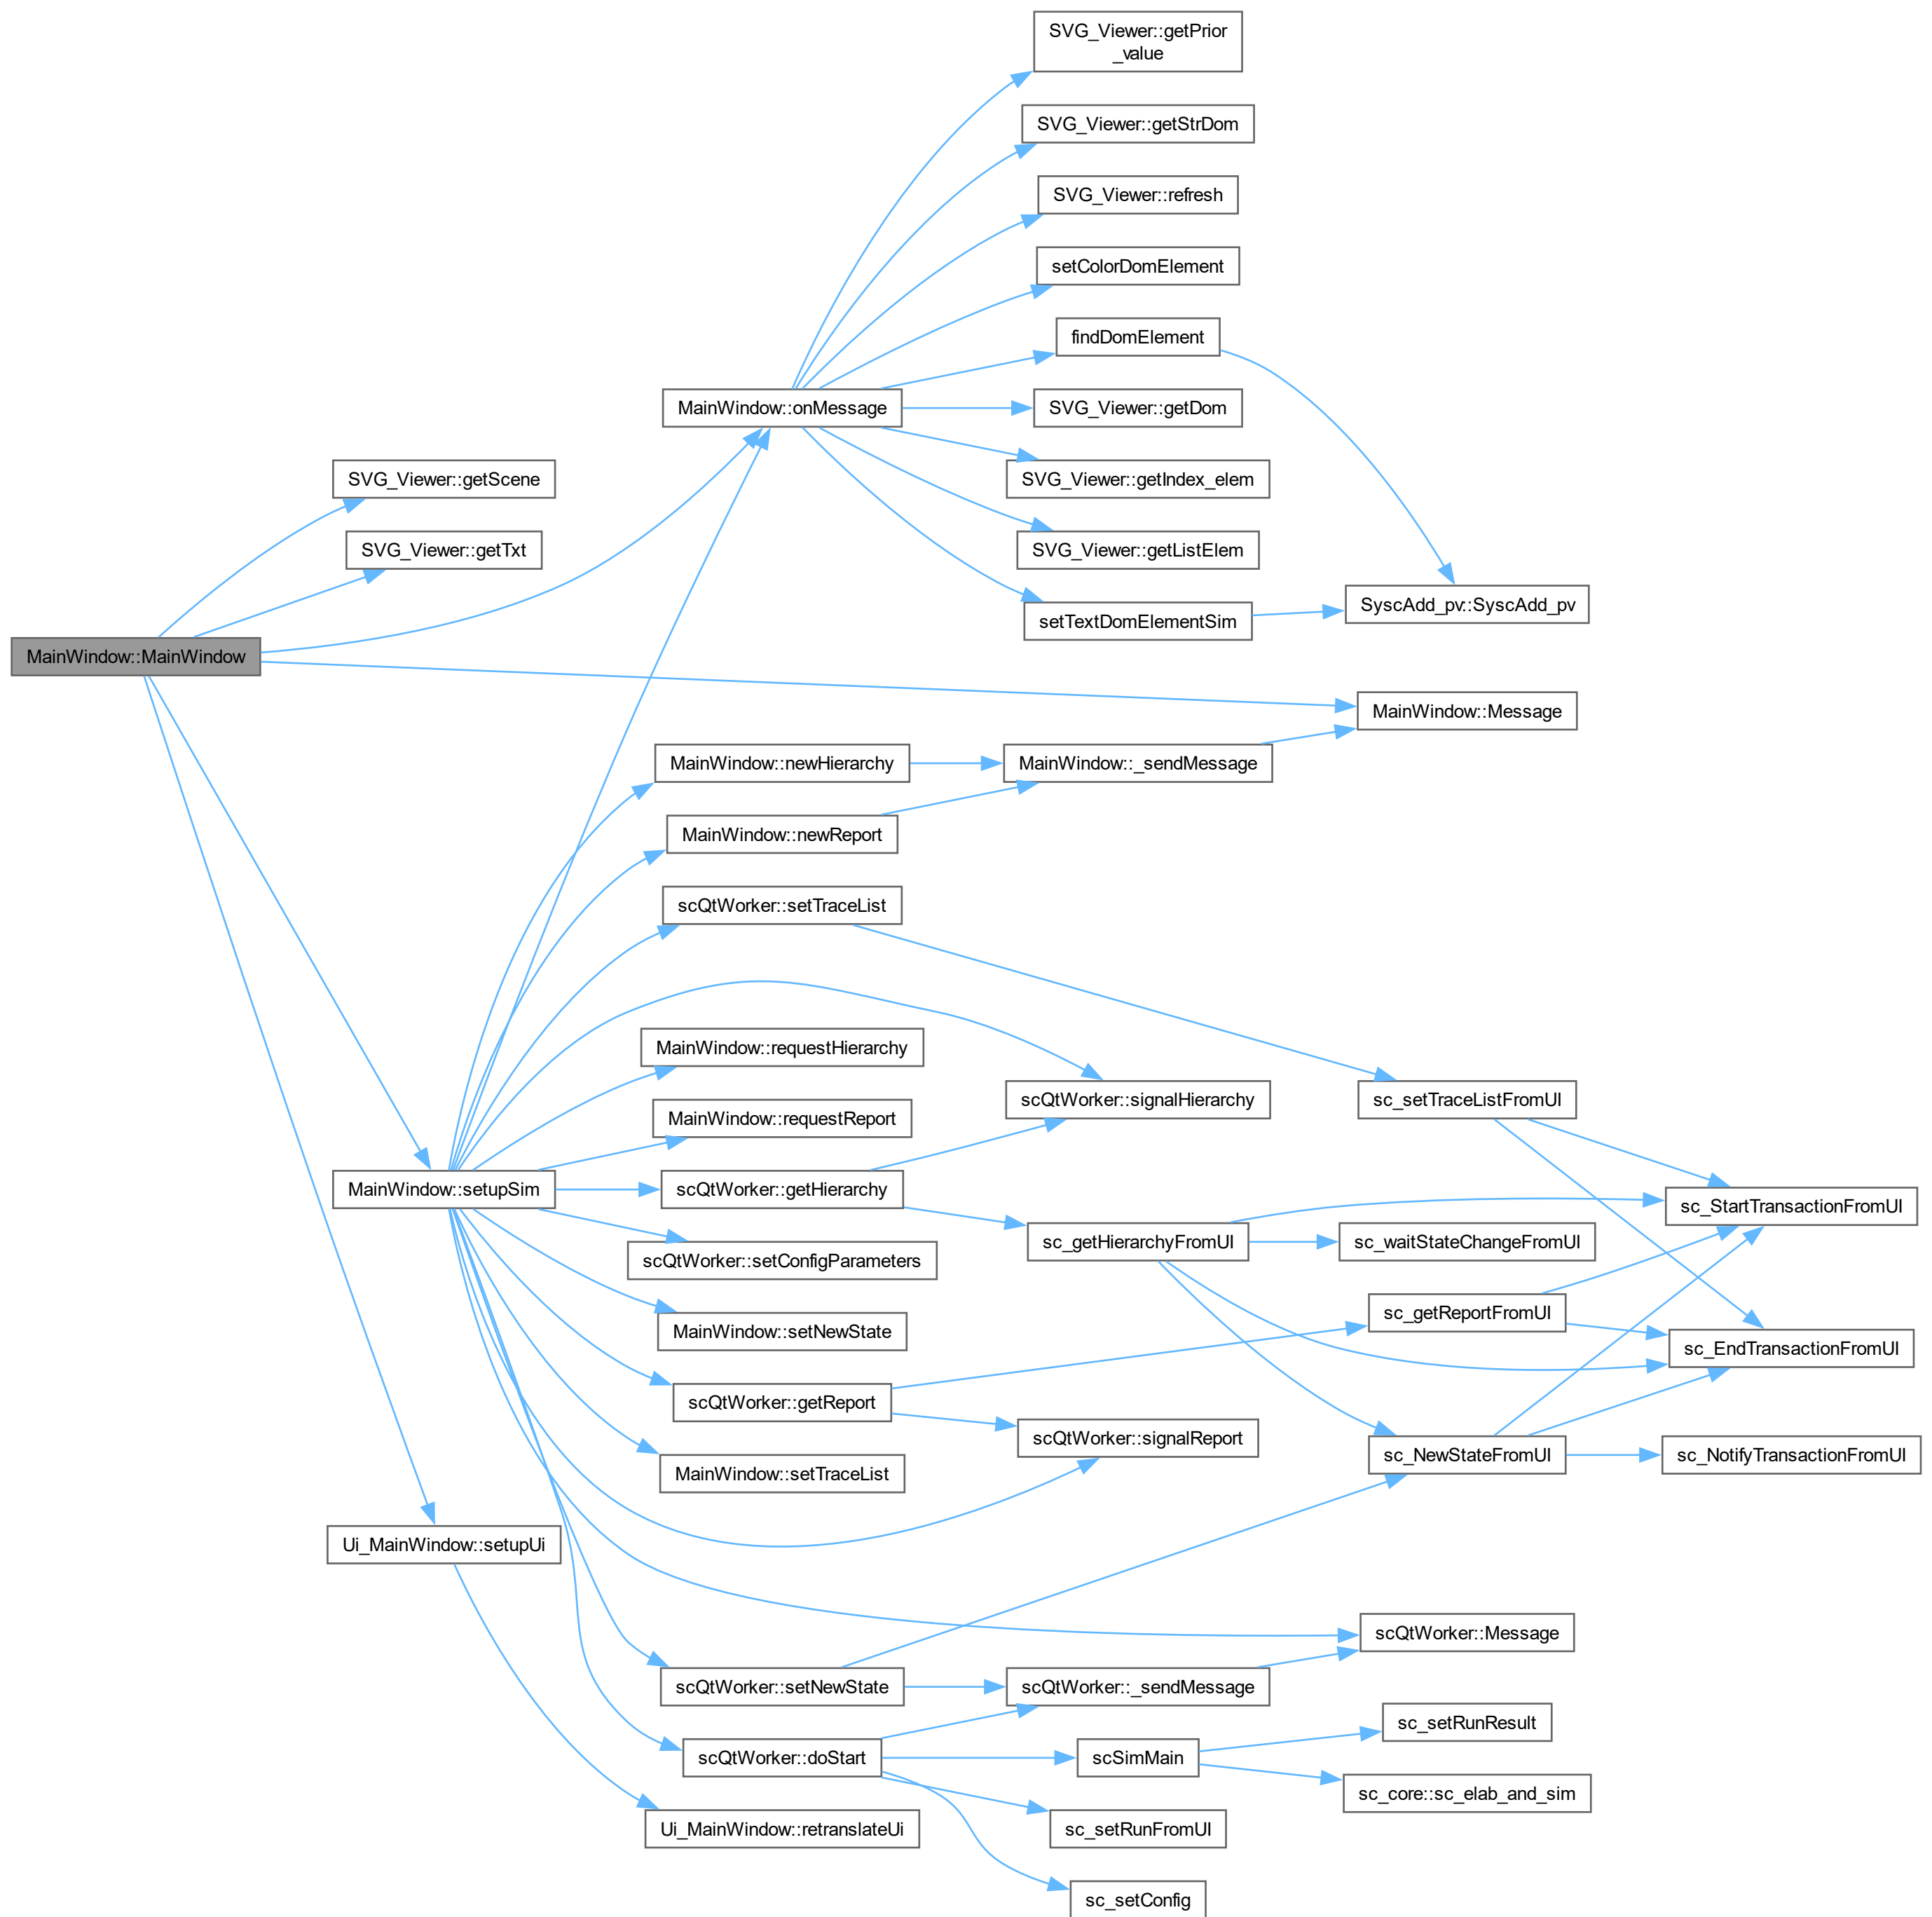 SVG_Viewer::getPrior
_value
SVG_Viewer::getStrDom
SVG_Viewer::refresh
setColorDomElement
findDomElement
MainWindow::onMessage
SVG_Viewer::getDom
SVG_Viewer::getScene
SVG_Viewer::getIndex_elem
SVG_Viewer::getTxt
SVG_Viewer::getListElem
SyscAdd_pv::SyscAdd_pv
setTextDomElementSim
MainWindow::MainWindow
MainWindow::Message
MainWindow::newHierarchy
MainWindow::_sendMessage
MainWindow::newReport
scQtWorker::setTraceList
MainWindow::requestHierarchy
scQtWorker::signalHierarchy
sc_setTraceListFromUI
MainWindow::requestReport
MainWindow::setupSim
scQtWorker::getHierarchy
sc_StartTransactionFromUI
sc_getHierarchyFromUI
sc_waitStateChangeFromUI
scQtWorker::setConfigParameters
sc_getReportFromUI
MainWindow::setNewState
sc_EndTransactionFromUI
scQtWorker::getReport
scQtWorker::signalReport
sc_NewStateFromUI
sc_NotifyTransactionFromUI
MainWindow::setTraceList
Ui_MainWindow::setupUi
scQtWorker::Message
scQtWorker::setNewState
scQtWorker::_sendMessage
sc_setRunResult
scQtWorker::doStart
scSimMain
sc_core::sc_elab_and_sim
Ui_MainWindow::retranslateUi
sc_setRunFromUI
sc_setConfig